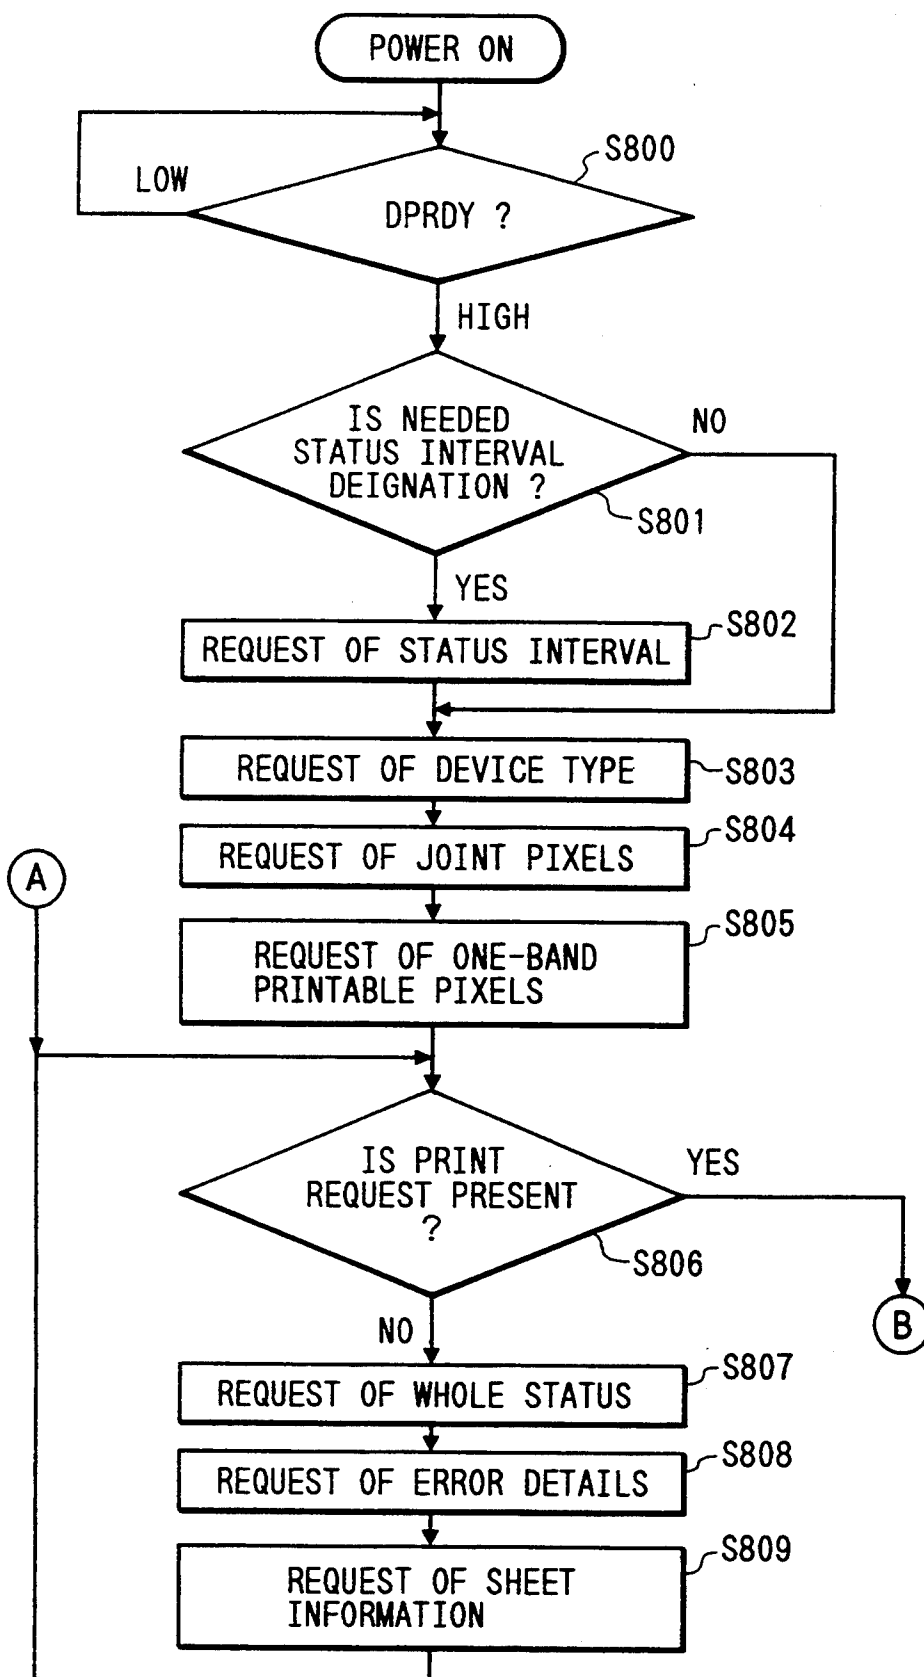 POWER ON
S800
LOW
DPRDY ?
HIGH
IS NEEDED
STATUS INTERVAL
DEIGNATION ?
NO
S801
YES
S802
REQUEST OF STATUS INTERVAL
REQUEST OF DEVICE TYPE
S803
S804
REQUEST OF JOINT PIXELS
A
S805
REQUEST OF ONE-BAND
PRINTABLE PIXELS
IS PRINT
REQUEST PRESENT
?
YES
S806
B
NO
S807
REQUEST OF WHOLE STATUS
S808
REQUEST OF ERROR DETAILS
S809
REQUEST OF SHEET
INFORMATION